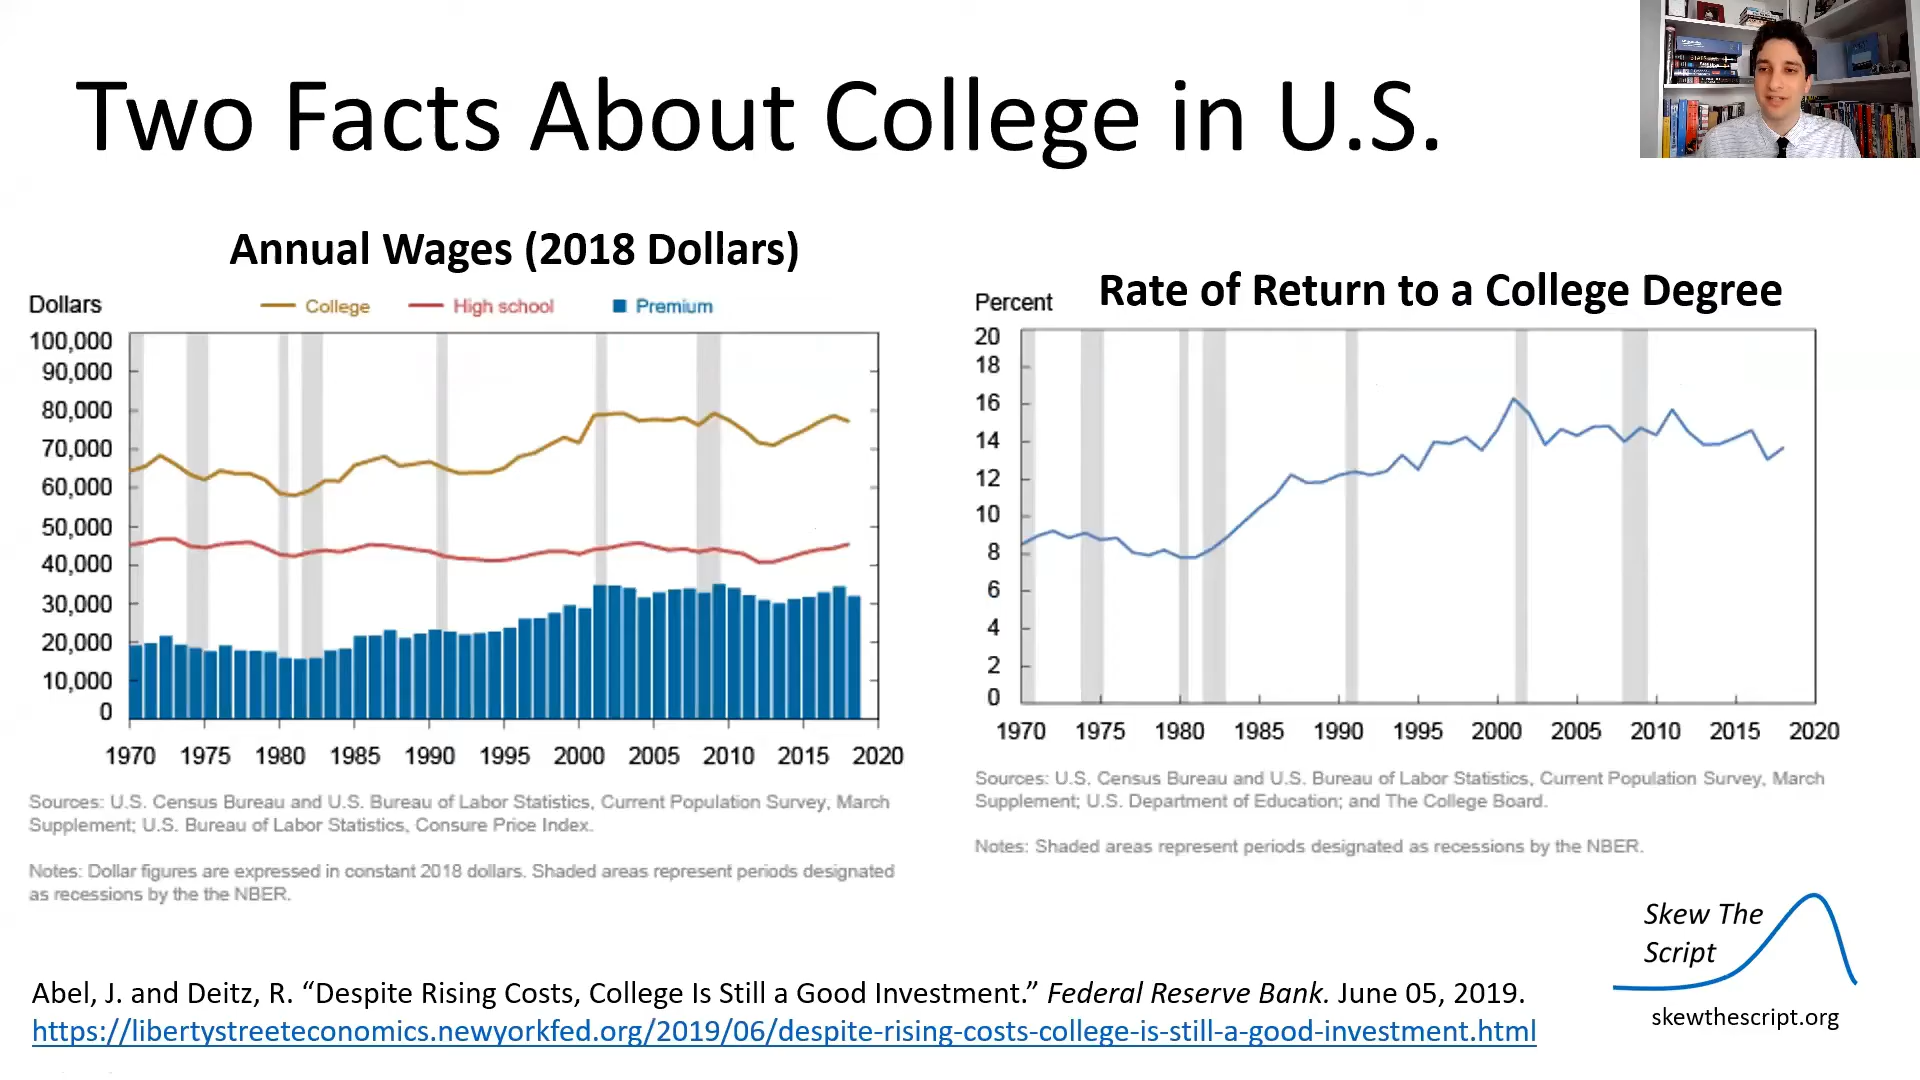 Two Facts About College in U.S.
Annual Wages (2018 Dollars)
Dollars
College
High school
Premium
100,000
90,000
80,000
70,000
60,000
50,000
40,000
30,000
20,000
10,000
0
1970 1975 1980 1985 1990 1995 2000 2005 2010 2015 2020
Sources: U.S. Census Bureau and U.S. Bureau of Labor Statistics, Current Population Survey, March
Supplement; U.S. Bureau of Labor Statistics, Consure Price Index.
Notes: Dollar figures are expressed in constant 2018 dollars. Shaded areas represent periods designated
as recessions by the the NBER.
Rate of Return to a College Degree
Percent
20
18
16
14
12
10
8
6
4
2
0
1970 1975 1980 1985 1990 1995 2000 2005 2010 2015 2020
Sources: U.S. Census Bureau and U.S. Bureau of Labor Statistics, Current Population Survey, March
Supplement; U.S. Department of Education; and The College Board.
Notes: Shaded areas represent periods designated as recessions by the NBER.
Skew The
Script
skewthescript.org
Abel, J. and Deitz, R. “Despite Rising Costs, College Is Still a Good Investment.” Federal Reserve Bank. June 05, 2019.
https://libertystreeteconomics.newyorkfed.org/2019/06/despite-rising-costs-college-is-still-a-good-investment.html